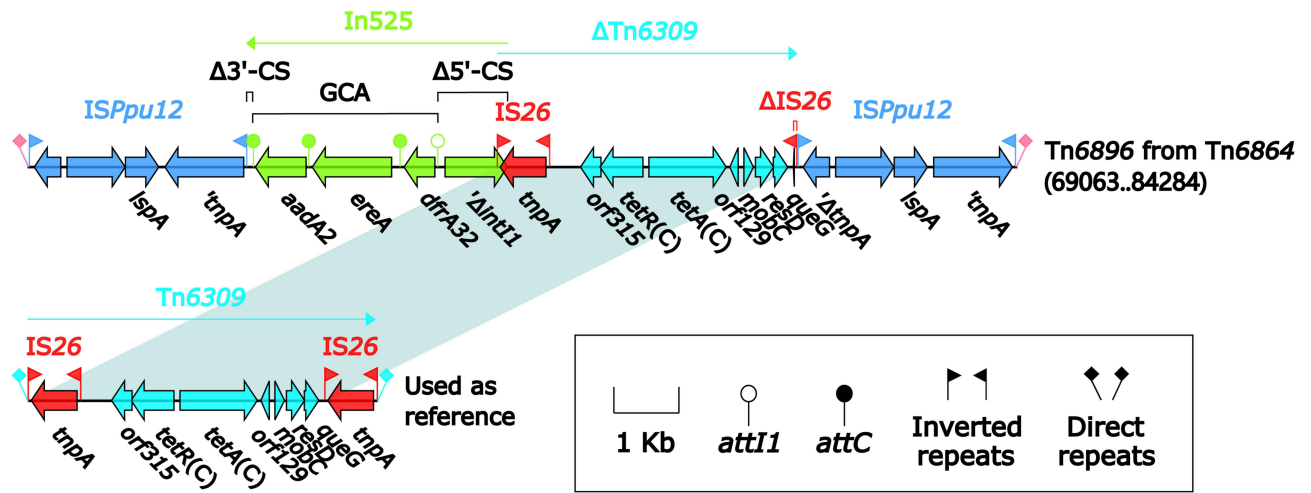 In525
ΔTn6309
Δ3'-CS
Δ5'-CS
GCA
ISPpu12
IS26
ΔIS26
ISPpu12
Tn6896 from Tn6864
(69063..84284)
lspA
'tnpA
aadA2
ereA
dfrA32
'ΔIntI1
tnpA
orf315
tetR(C)
tetA(C)
orf129
mobC
resD
queG
'ΔtnpA
lspA
'tnpA
Tn6309
IS26
IS26
Used as
reference
tnpA
orf315
tetR(C)
tetA(C)
orf129
mobC
resD
queG
tnpA
1 Kb
attI1
attC
Inverted
repeats
Direct
repeats